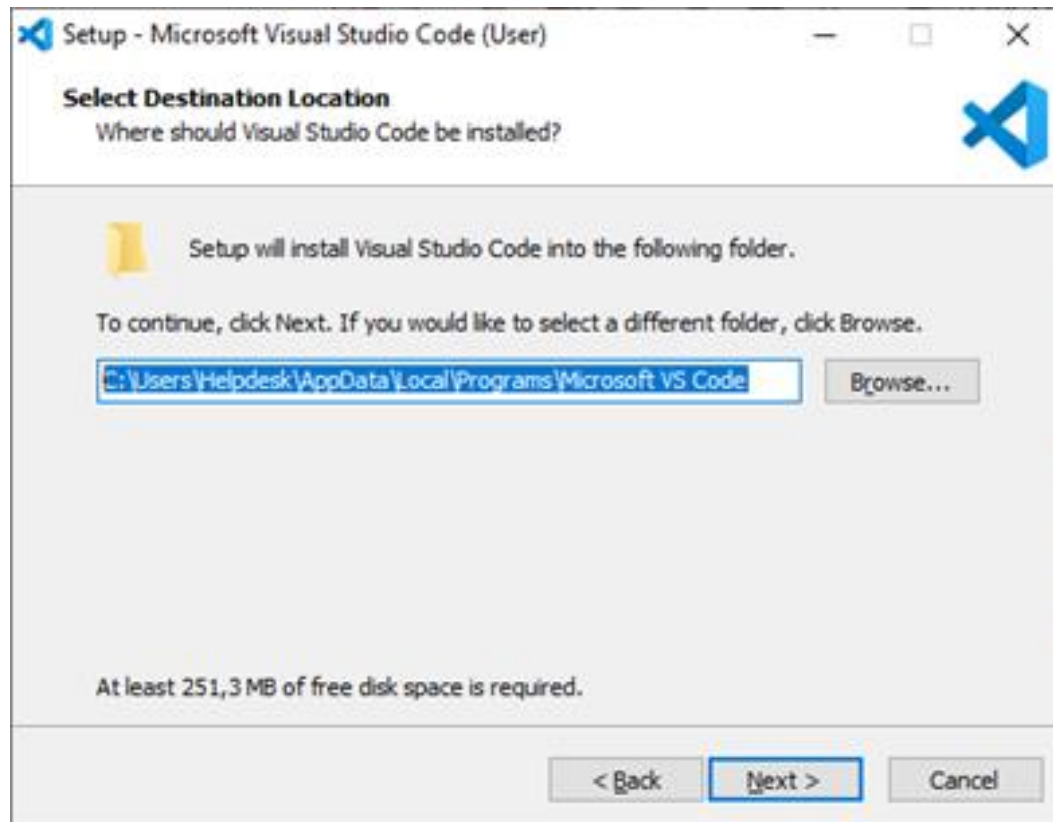 Setup - Microsoft Visual Studio Code (User)
Select Destination Location
Where should Visual Studio Code be installed?
Setup will install Visual Studio Code into the following folder.
To continue, click Next. If you would like to select a different folder, click Browse.
C:\Users\Helpdesk\AppData\Local\Programs\Microsoft VS Code
Browse...
At least 251,3 MB of free disk space is required.
< Back Next > Cancel